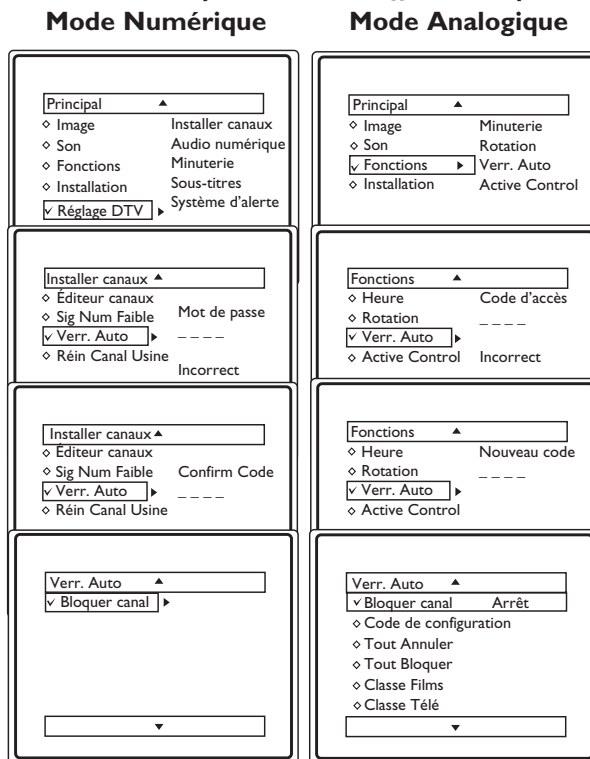 Mode Numérique
Principal
Image Installer canaux
Son Audio numérique
Fonctions Minuterie
Installation Sous-titres
Réglage DTV Système d'alerte
Installer canaux
Éditeur canaux
Sig Num Faible Mot de passe
Verr. Auto _ _ _ _
Réin Canal Usine
Incorrect
Installer canaux
Éditeur canaux
Sig Num Faible Confirm Code
Verr. Auto _ _ _ _
Réin Canal Usine
Verr. Auto
Bloquer canal
Mode Analogique
Principal
Image Minuterie
Son Rotation
Fonctions Verr. Auto
Installation Active Control
Fonctions
Heure Code d'accès
Rotation _ _ _ _
Verr. Auto
Active Control Incorrect
Fonctions
Heure Nouveau code
Rotation _ _ _ _
Verr. Auto
Active Control
Verr. Auto
Bloquer canal Arrêt
Code de configuration
Tout Annuler
Tout Bloquer
Classe Films
Classe Télé